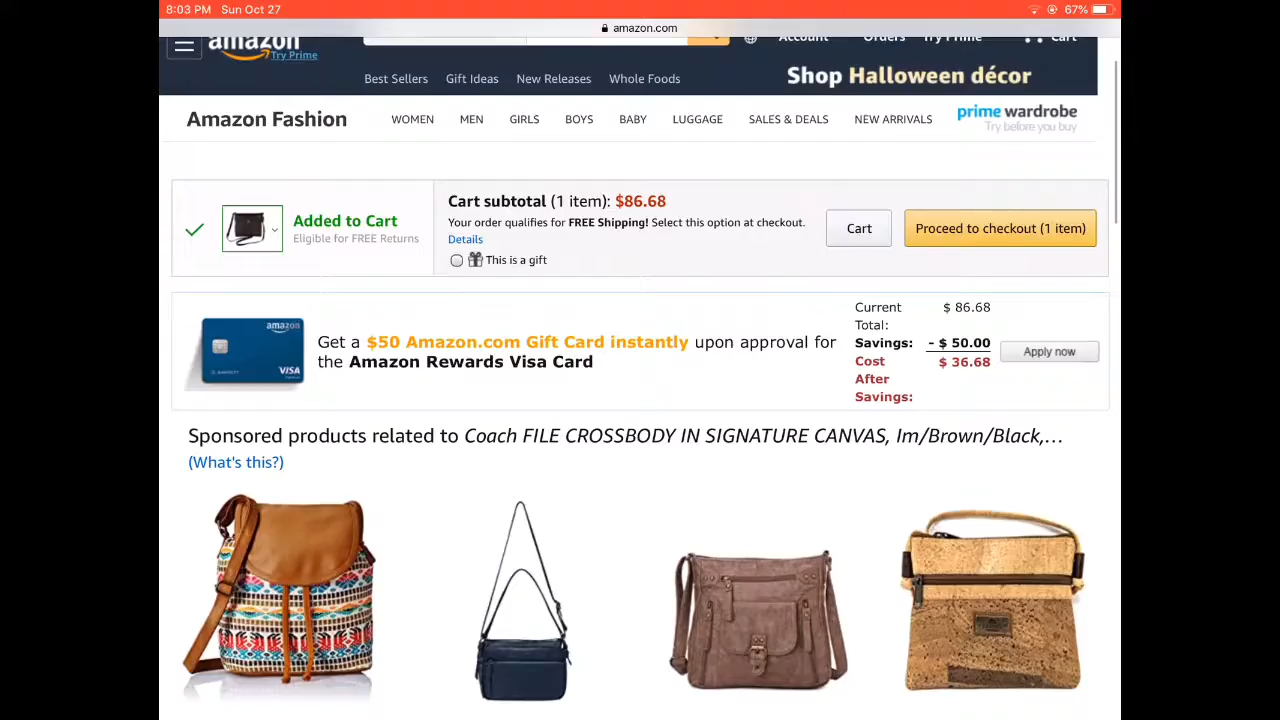 8:03 PM Sun Oct 27
67%
amazon.com
amazon
Try Prime
Account Orders Try Prime Cart
Best Sellers Gift Ideas New Releases Whole Foods
Shop Halloween décor
Amazon Fashion WOMEN MEN GIRLS BOYS BABY LUGGAGE SALES & DEALS NEW ARRIVALS
prime wardrobe
Try before you buy
Added to Cart
Eligible for FREE Returns
Cart subtotal (1 item): $86.68
Your order qualifies for FREE Shipping! Select this option at checkout.
Details
This is a gift
Cart
Proceed to checkout (1 item)
amazon
VISA
Get a $50 Amazon.com Gift Card instantly upon approval for
the Amazon Rewards Visa Card
Current $ 86.68
Total:
Savings: - $ 50.00
Cost $ 36.68
After
Savings:
Apply now
Sponsored products related to Coach FILE CROSSBODY IN SIGNATURE CANVAS, Im/Brown/Black,...
(What's this?)